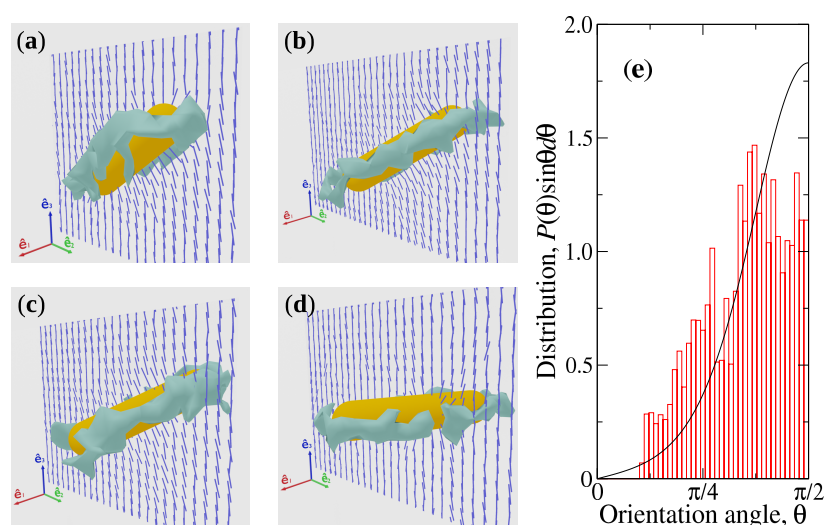 (a)
ê₃
ê₁
ê₂
(b)
ê₃
ê₁
ê₂
(c)
ê₃
ê₁
ê₂
(d)
ê₃
ê₁
ê₂
(e)
Distribution, P(θ)sinθdθ
2.0
1.5
1.0
0.5
0
0
π/4
π/2
Orientation angle, θ